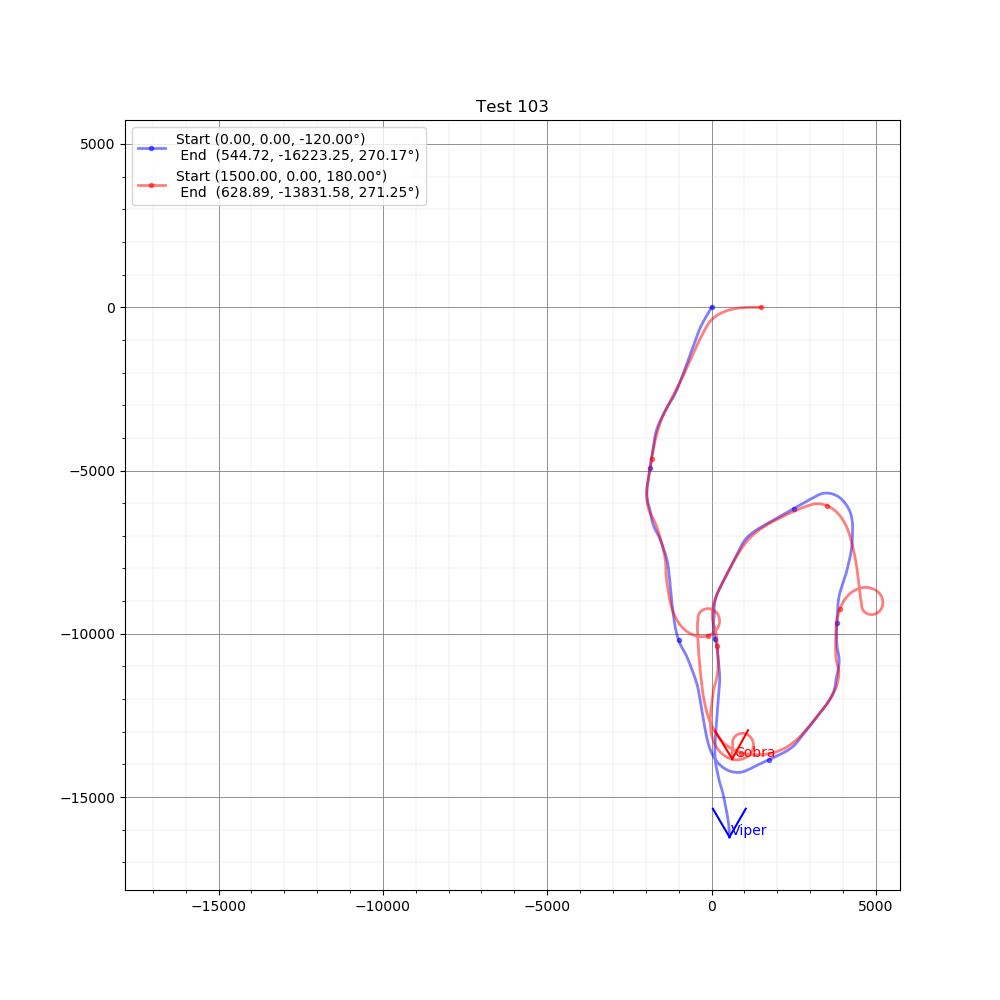 Test 103
Start (0.00, 0.00, -120.00°)
End (544.72, -16223.25, 270.17°)
Start (1500.00, 0.00, 180.00°)
End (628.89, -13831.58, 271.25°)
5000
0
−5000
−10000
−15000
Cobra
Viper
−15000
−10000
−5000
0
5000